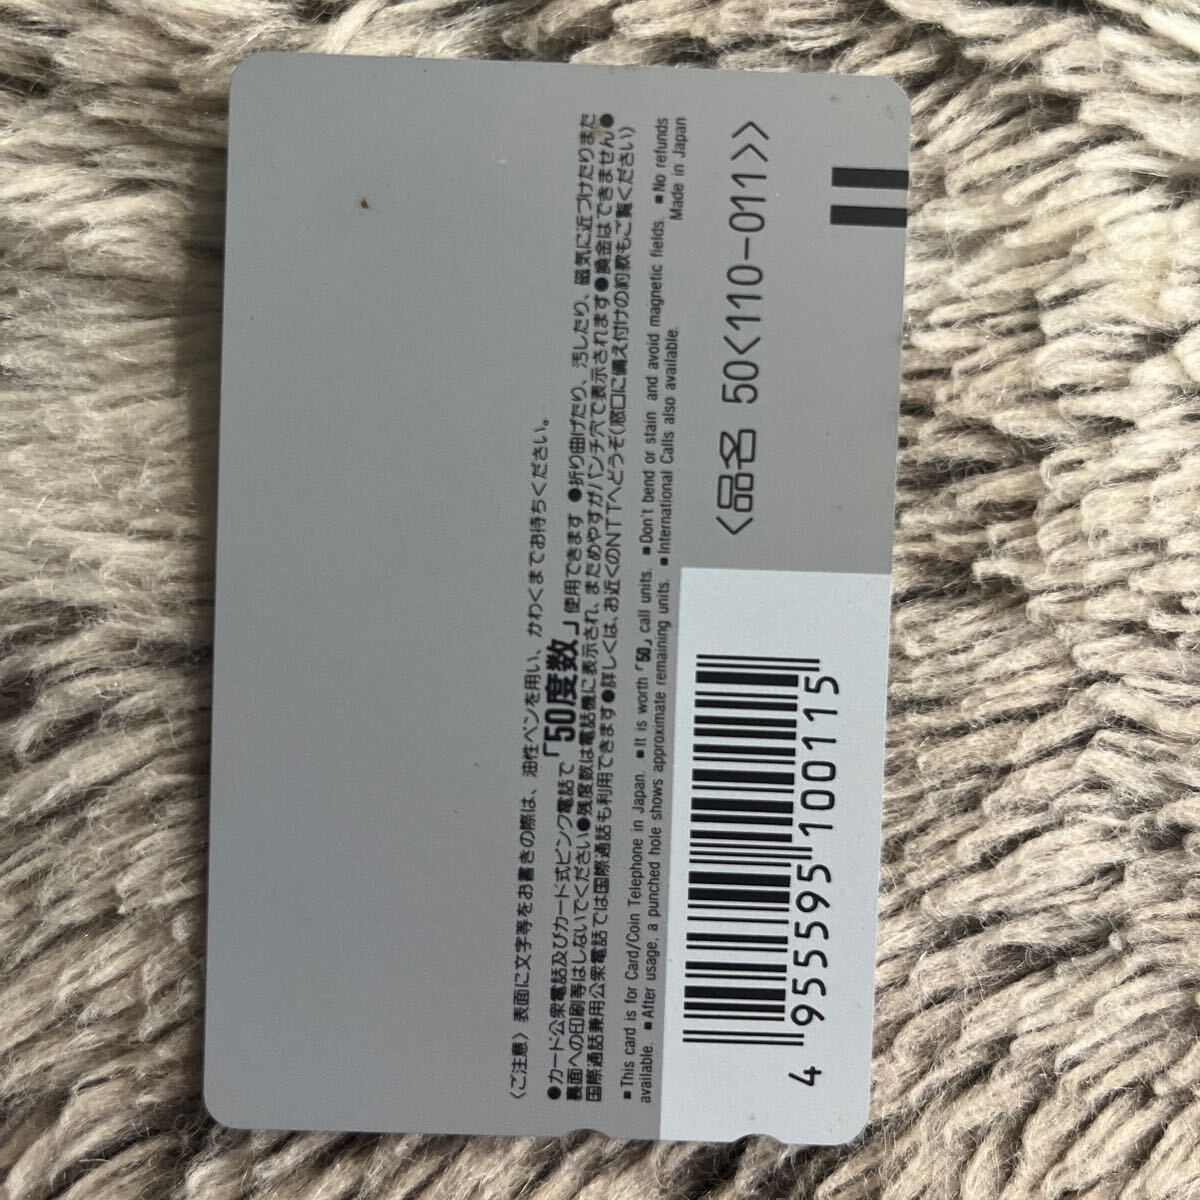 〈ご注意〉表面に文字等をお書きの際は、油性ペンを用い、かわくまでお待ちください。
●カード公衆電話及びカード式ピンク電話で「50度数」使用できます ●折り曲げたり、汚したり、磁気に近づけたりまた
裏面への印刷等はしないでください●残度数は電話機に表示され、まためやすがパンチ穴で表示されます●換金はできません●
国際通話兼用公衆電話では国際通話も利用できます●詳しくは、お近くのNTTへどうぞ(窓口に備え付けの約款もご覧ください)
■This card is for Card/Coin Telephone in Japan. ■It is worth「50」call units. ■Don't bend or stain and avoid magnetic fields. ■No refunds
available. ■After usage, a punched hole shows approximate remaining units. ■International Calls also available. Made in Japan
〈品名 50〈110-011〉〉
4 955595 100115